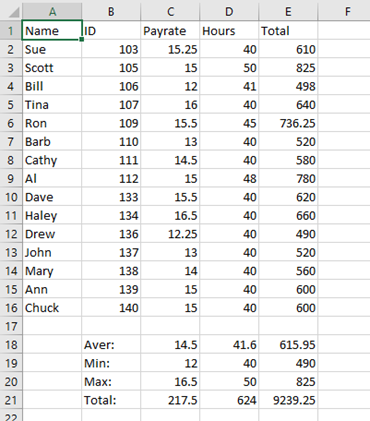 A B C D E F
1 Name ID Payrate Hours Total
2 Sue 103 15.25 40 610
3 Scott 105 15 50 825
4 Bill 106 12 41 498
5 Tina 107 16 40 640
6 Ron 109 15.5 45 736.25
7 Barb 110 13 40 520
8 Cathy 111 14.5 40 580
9 Al 112 15 48 780
10 Dave 133 15.5 40 620
11 Haley 134 16.5 40 660
12 Drew 136 12.25 40 490
13 John 137 13 40 520
14 Mary 138 14 40 560
15 Ann 139 15 40 600
16 Chuck 140 15 40 600
17
18 Aver: 14.5 41.6 615.95
19 Min: 12 40 490
20 Max: 16.5 50 825
21 Total: 217.5 624 9239.25
22